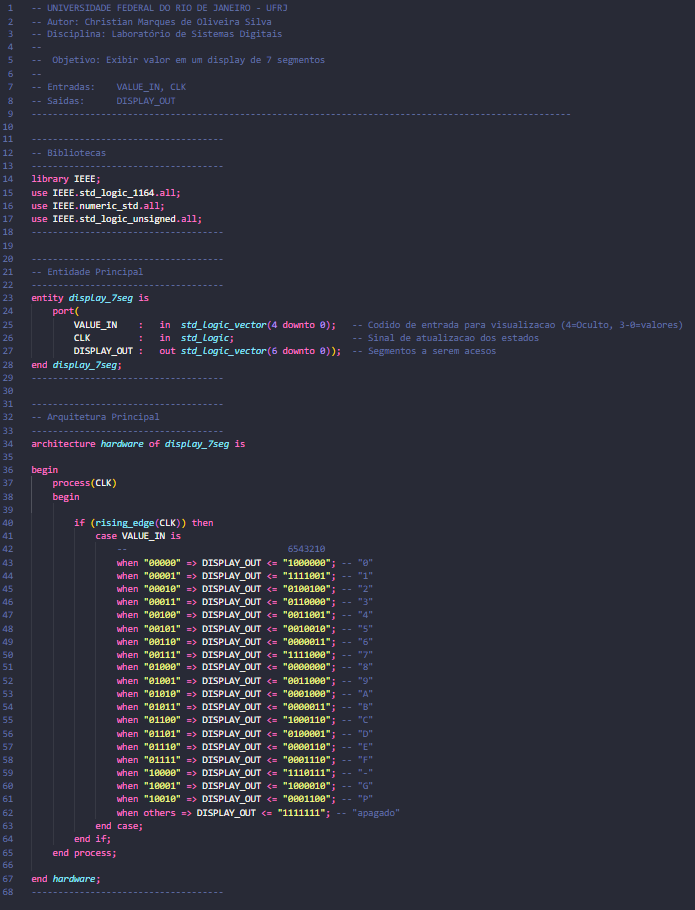 1 -- UNIVERSIDADE FEDERAL DO RIO DE JANEIRO - UFRJ
2 -- Autor: Christian Marques de Oliveira Silva
3 -- Disciplina: Laboratório de Sistemas Digitais
4 --
5 --  Objetivo: Exibir valor em um display de 7 segmentos
6 --
7 -- Entradas:    VALUE_IN, CLK
8 -- Saidas:      DISPLAY_OUT
9 -----------------------------------------------------------------------------------------------------
10
11 ------------------------------------
12 -- Bibliotecas
13 ------------------------------------
14 library IEEE;
15 use IEEE.std_logic_1164.all;
16 use IEEE.numeric_std.all;
17 use IEEE.std_logic_unsigned.all;
18 ------------------------------------
19
20 ------------------------------------
21 -- Entidade Principal
22 ------------------------------------
23 entity display_7seg is
24     port(
25         VALUE_IN    :   in  std_logic_vector(4 downto 0);   -- Codido de entrada para visualizacao (4=Oculto, 3-0=valores)
26         CLK         :   in  std_logic;                      -- Sinal de atualizacao dos estados
27         DISPLAY_OUT :   out std_logic_vector(6 downto 0));  -- Segmentos a serem acesos
28 end display_7seg;
29 ------------------------------------
30
31 ------------------------------------
32 -- Arquitetura Principal
33 ------------------------------------
34 architecture hardware of display_7seg is
35
36 begin
37     process(CLK)
38     begin
39
40         if (rising_edge(CLK)) then
41             case VALUE_IN is
42                 --                              6543210
43                 when "00000" => DISPLAY_OUT <= "1000000"; -- "0"
44                 when "00001" => DISPLAY_OUT <= "1111001"; -- "1"
45                 when "00010" => DISPLAY_OUT <= "0100100"; -- "2"
46                 when "00011" => DISPLAY_OUT <= "0110000"; -- "3"
47                 when "00100" => DISPLAY_OUT <= "0011001"; -- "4"
48                 when "00101" => DISPLAY_OUT <= "0010010"; -- "5"
49                 when "00110" => DISPLAY_OUT <= "0000011"; -- "6"
50                 when "00111" => DISPLAY_OUT <= "1111000"; -- "7"
51                 when "01000" => DISPLAY_OUT <= "0000000"; -- "8"
52                 when "01001" => DISPLAY_OUT <= "0011000"; -- "9"
53                 when "01010" => DISPLAY_OUT <= "0001000"; -- "A"
54                 when "01011" => DISPLAY_OUT <= "0000011"; -- "B"
55                 when "01100" => DISPLAY_OUT <= "1000110"; -- "C"
56                 when "01101" => DISPLAY_OUT <= "0100001"; -- "D"
57                 when "01110" => DISPLAY_OUT <= "0000110"; -- "E"
58                 when "01111" => DISPLAY_OUT <= "0001110"; -- "F"
59                 when "10000" => DISPLAY_OUT <= "1110111"; -- "-"
60                 when "10001" => DISPLAY_OUT <= "1000010"; -- "G"
61                 when "10010" => DISPLAY_OUT <= "0001100"; -- "P"
62                 when others => DISPLAY_OUT <= "1111111"; -- "apagado"
63             end case;
64         end if;
65     end process;
66
67 end hardware;
68 ------------------------------------